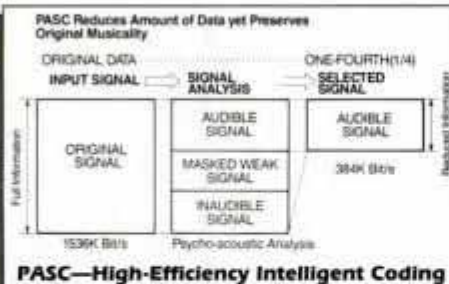 PASC Reduces Amount of Data yet Preserves
Original Musicality
ORIGINAL DATA ONE-FOURTH(1/4)
INPUT SIGNAL SIGNAL ANALYSIS SELECTED SIGNAL
Full Information
ORIGINAL SIGNAL
AUDIBLE SIGNAL
MASKED WEAK SIGNAL
INAUDIBLE SIGNAL
AUDIBLE SIGNAL
Reduced Information
384K Bit/s
1536K Bit/s Psycho-acoustic Analysis
PASC—High-Efficiency Intelligent Coding